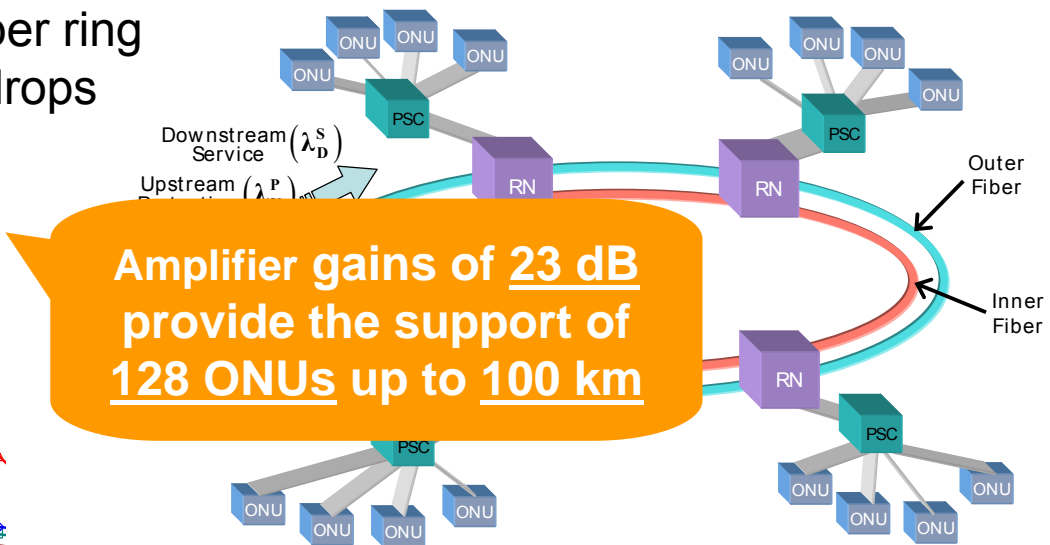 ber ring
drops
ONU
ONU
ONU
ONU
PSC
ONU
ONU
ONU
ONU
PSC
Downstream (λ_D^S)
Service
Upstream
RN
RN
Outer
Fiber
Amplifier gains of 23 dB
provide the support of
128 ONUs up to 100 km
Inner
Fiber
RN
PSC
PSC
ONU
ONU
ONU
ONU
ONU
ONU
ONU
ONU